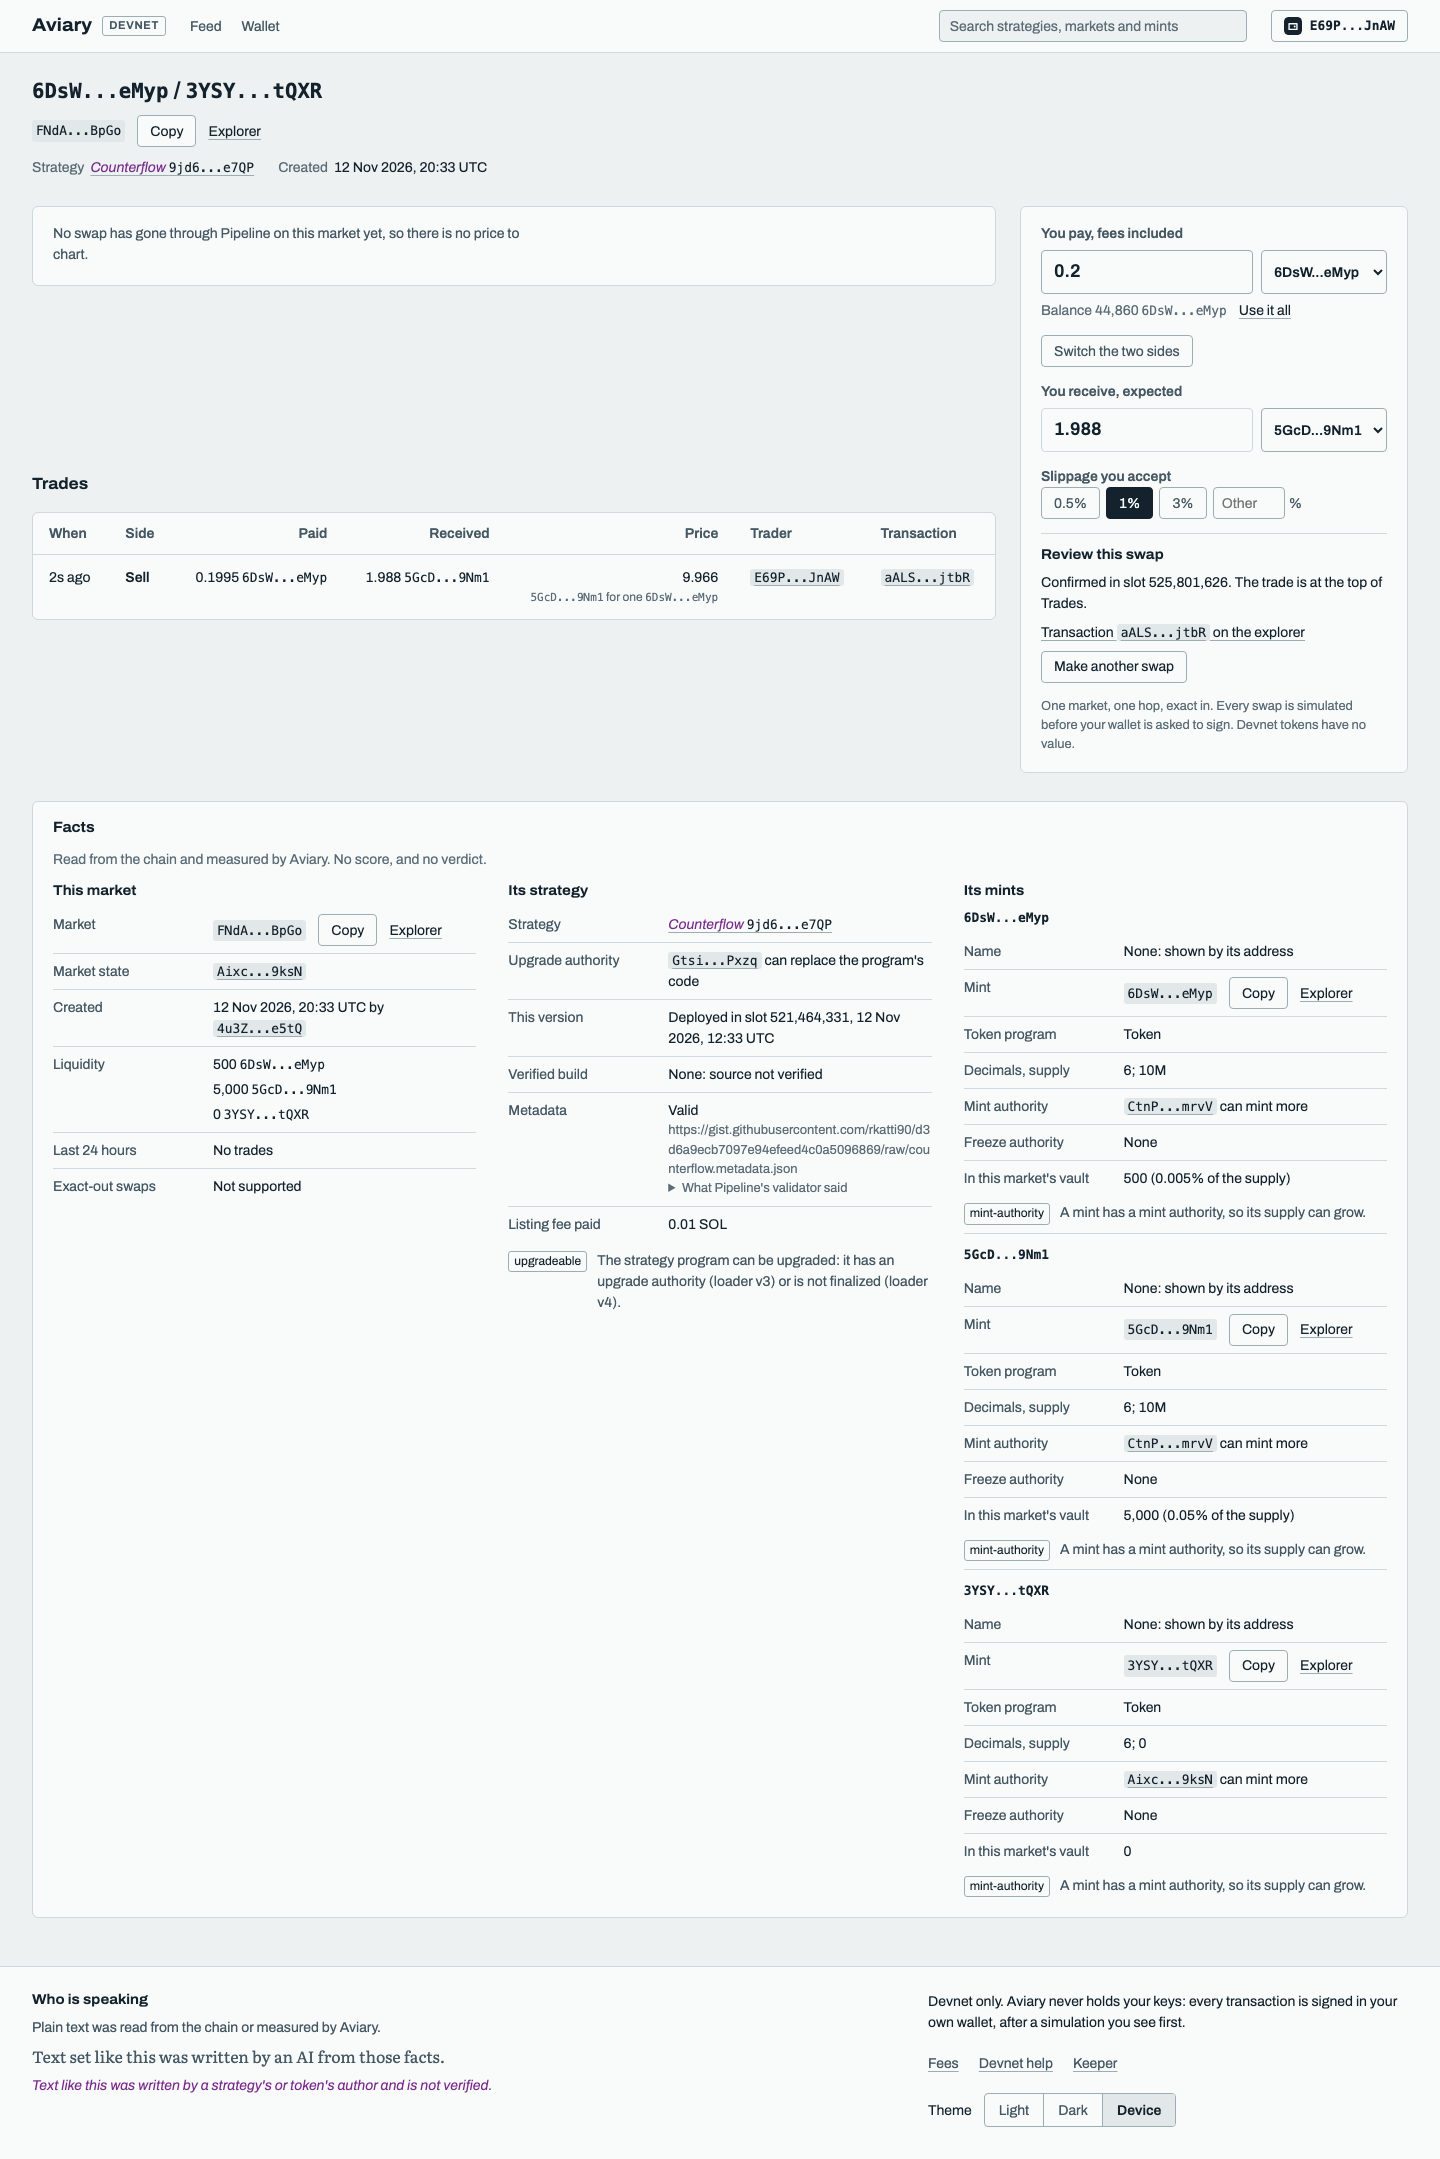 Aviary DEVNET Feed Wallet Search strategies, markets and mints E69P...JnAW
6DsW...eMyp / 3YSY...tQXR
FNdA...BpGo Copy Explorer
Strategy Counterflow 9jd6...e7QP Created 12 Nov 2026, 20:33 UTC
No swap has gone through Pipeline on this market yet, so there is no price to
chart.
Trades
When Side Paid Received Price Trader Transaction
2s ago Sell 0.1995 6DsW...eMyp 1.988 5GcD...9Nm1 9.966 E69P...JnAW aALS...jtbR
5GcD...9Nm1 for one 6DsW...eMyp
You pay, fees included
0.2 6DsW...eMyp
Balance 44,860 6DsW...eMyp Use it all
Switch the two sides
You receive, expected
1.988 5GcD...9Nm1
Slippage you accept
0.5% 1% 3% Other %
Review this swap
Confirmed in slot 525,801,626. The trade is at the top of
Trades.
Transaction aALS...jtbR on the explorer
Make another swap
One market, one hop, exact in. Every swap is simulated
before your wallet is asked to sign. Devnet tokens have no
value.
Facts
Read from the chain and measured by Aviary. No score, and no verdict.
This market
Market FNdA...BpGo Copy Explorer
Market state Aixc...9ksN
Created 12 Nov 2026, 20:33 UTC by
4u3Z...e5tQ
Liquidity 500 6DsW...eMyp
5,000 5GcD...9Nm1
0 3YSY...tQXR
Last 24 hours No trades
Exact-out swaps Not supported
Its strategy
Strategy Counterflow 9jd6...e7QP
Upgrade authority Gtsi...Pxzq can replace the program's
code
This version Deployed in slot 521,464,331, 12 Nov
2026, 12:33 UTC
Verified build None: source not verified
Metadata Valid
https://gist.githubusercontent.com/rkatti90/d3
d6a9ecb7097e94efeed4c0a5096869/raw/cou
nterflow.metadata.json
▶ What Pipeline's validator said
Listing fee paid 0.01 SOL
upgradeable The strategy program can be upgraded: it has an
upgrade authority (loader v3) or is not finalized (loader
v4).
Its mints
6DsW...eMyp
Name None: shown by its address
Mint 6DsW...eMyp Copy Explorer
Token program Token
Decimals, supply 6; 10M
Mint authority CtnP...mrvV can mint more
Freeze authority None
In this market's vault 500 (0.005% of the supply)
mint-authority A mint has a mint authority, so its supply can grow.
5GcD...9Nm1
Name None: shown by its address
Mint 5GcD...9Nm1 Copy Explorer
Token program Token
Decimals, supply 6; 10M
Mint authority CtnP...mrvV can mint more
Freeze authority None
In this market's vault 5,000 (0.05% of the supply)
mint-authority A mint has a mint authority, so its supply can grow.
3YSY...tQXR
Name None: shown by its address
Mint 3YSY...tQXR Copy Explorer
Token program Token
Decimals, supply 6; 0
Mint authority Aixc...9ksN can mint more
Freeze authority None
In this market's vault 0
mint-authority A mint has a mint authority, so its supply can grow.
Who is speaking
Plain text was read from the chain or measured by Aviary.
Text set like this was written by an AI from those facts.
Text like this was written by a strategy's or token's author and is not verified.
Devnet only. Aviary never holds your keys: every transaction is signed in your
own wallet, after a simulation you see first.
Fees Devnet help Keeper
Theme Light Dark Device